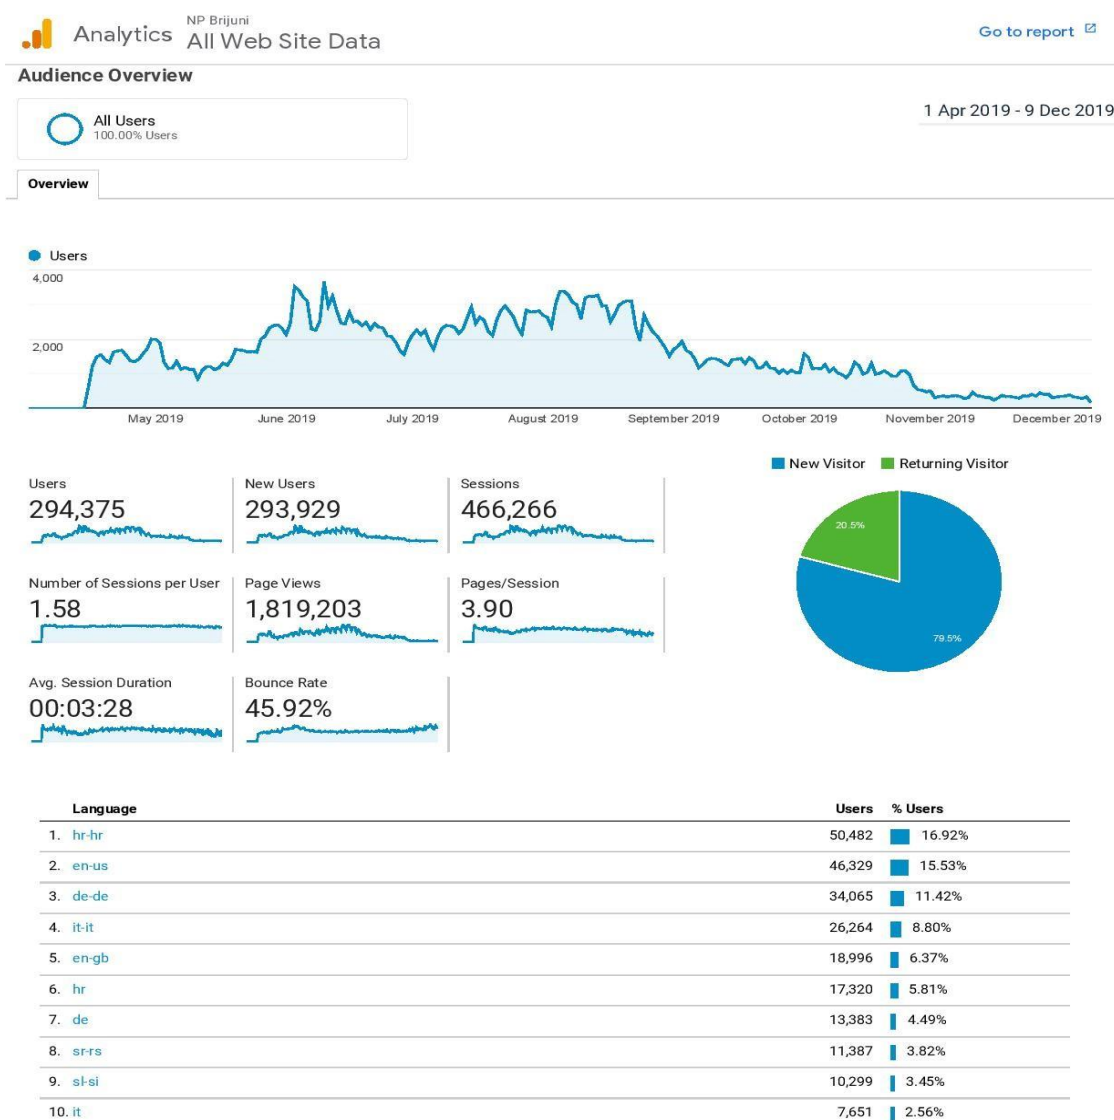 Analytics
NP Brijuni
All Web Site Data
Go to report
Audience Overview
All Users
100.00% Users
1 Apr 2019 - 9 Dec 2019
Overview
Users
4,000
2,000
May 2019 June 2019 July 2019 August 2019 September 2019 October 2019 November 2019 December 2019
New Visitor Returning Visitor
20.5%
79.5%
Users New Users Sessions
294,375 293,929 466,266
Number of Sessions per User Page Views Pages/Session
1.58 1,819,203 3.90
Avg. Session Duration Bounce Rate
00:03:28 45.92%
Language Users % Users
1. hr-hr 50,482 16.92%
2. en-us 46,329 15.53%
3. de-de 34,065 11.42%
4. it-it 26,264 8.80%
5. en-gb 18,996 6.37%
6. hr 17,320 5.81%
7. de 13,383 4.49%
8. sr-rs 11,387 3.82%
9. sl-si 10,299 3.45%
10. it 7,651 2.56%